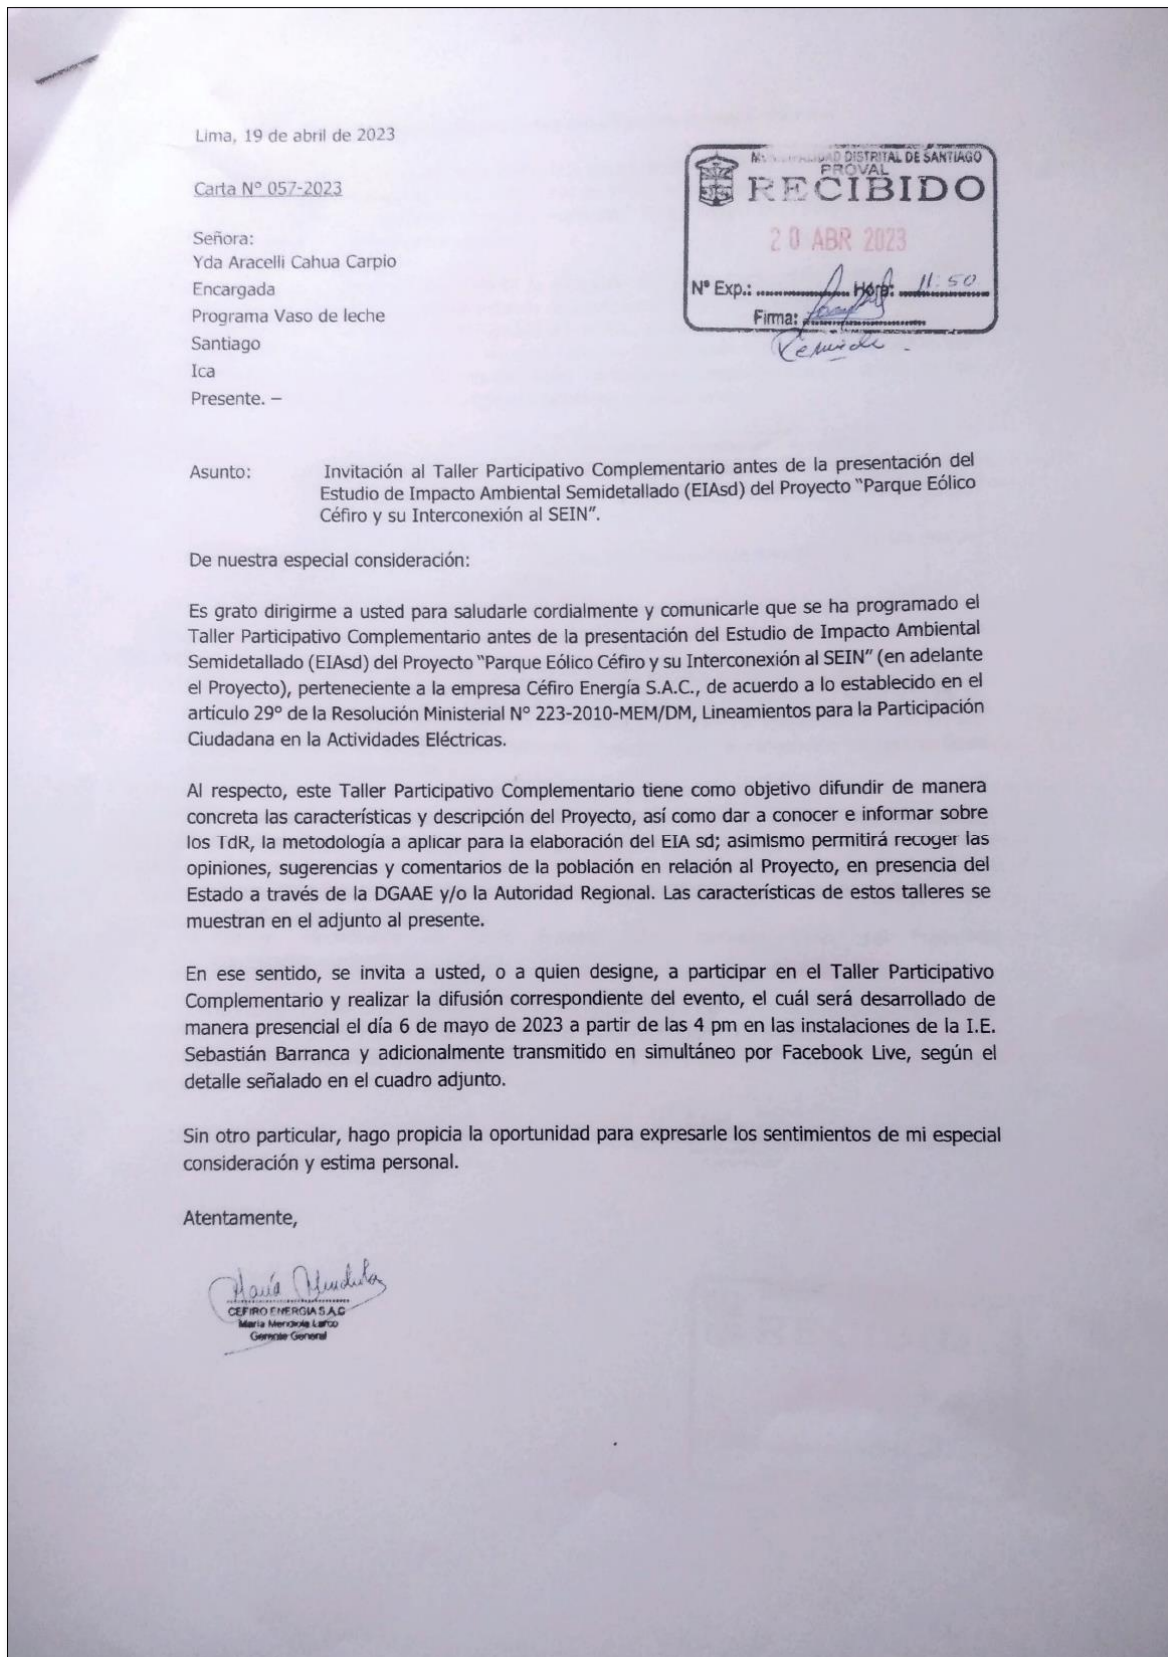 Lima, 19 de abril de 2023
Carta N° 057-2023
MUNICIPALIDAD DISTRITAL DE SANTIAGO
PROVAL
RECIBIDO
20 ABR 2023
N° Exp.: Hora: 11:50
Firma:
Señora:
Yda Aracelli Cahua Carpio
Encargada
Programa Vaso de leche
Santiago
Ica
Presente. –
Asunto: Invitación al Taller Participativo Complementario antes de la presentación del
Estudio de Impacto Ambiental Semidetallado (EIAsd) del Proyecto "Parque Eólico
Céfiro y su Interconexión al SEIN".
De nuestra especial consideración:
Es grato dirigirme a usted para saludarle cordialmente y comunicarle que se ha programado el
Taller Participativo Complementario antes de la presentación del Estudio de Impacto Ambiental
Semidetallado (EIAsd) del Proyecto "Parque Eólico Céfiro y su Interconexión al SEIN" (en adelante
el Proyecto), perteneciente a la empresa Céfiro Energía S.A.C., de acuerdo a lo establecido en el
artículo 29° de la Resolución Ministerial N° 223-2010-MEM/DM, Lineamientos para la Participación
Ciudadana en la Actividades Eléctricas.
Al respecto, este Taller Participativo Complementario tiene como objetivo difundir de manera
concreta las características y descripción del Proyecto, así como dar a conocer e informar sobre
los TdR, la metodología a aplicar para la elaboración del EIA sd; asimismo permitirá recoger las
opiniones, sugerencias y comentarios de la población en relación al Proyecto, en presencia del
Estado a través de la DGAAE y/o la Autoridad Regional. Las características de estos talleres se
muestran en el adjunto al presente.
En ese sentido, se invita a usted, o a quien designe, a participar en el Taller Participativo
Complementario y realizar la difusión correspondiente del evento, el cuál será desarrollado de
manera presencial el día 6 de mayo de 2023 a partir de las 4 pm en las instalaciones de la I.E.
Sebastián Barranca y adicionalmente transmitido en simultáneo por Facebook Live, según el
detalle señalado en el cuadro adjunto.
Sin otro particular, hago propicia la oportunidad para expresarle los sentimientos de mi especial
consideración y estima personal.
Atentamente,
CEFIRO ENERGIA S.A.C
María Mendiola Larco
Gerente General